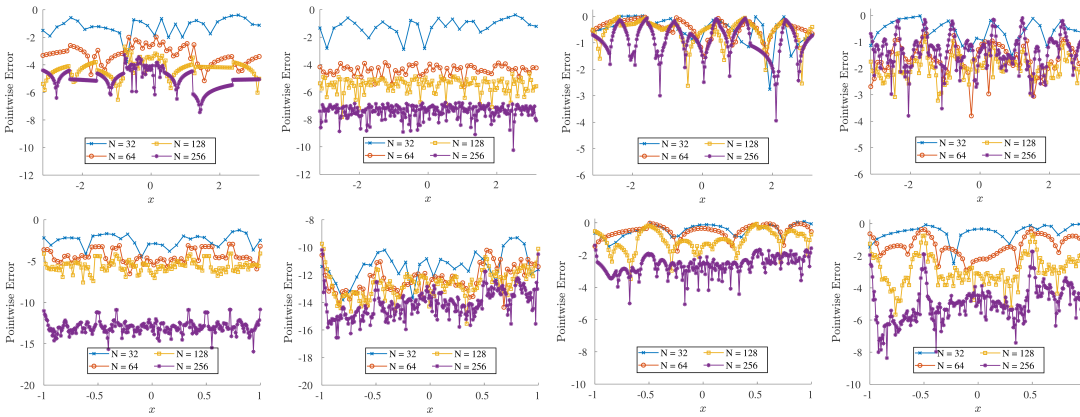 0
-2
-4
-6
-8
-10
-12
Pointwise Error
-2
0
2
x
N = 32
N = 128
N = 64
N = 256
0
-2
-4
-6
-8
-10
-12
Pointwise Error
-2
0
2
x
N = 32
N = 128
N = 64
N = 256
0
-1
-2
-3
-4
-5
-6
Pointwise Error
-2
0
2
x
N = 32
N = 128
N = 64
N = 256
0
-1
-2
-3
-4
-5
-6
Pointwise Error
-2
0
2
x
N = 32
N = 128
N = 64
N = 256
0
-5
-10
-15
-20
Pointwise Error
-1
-0.5
0
0.5
1
x
N = 32
N = 128
N = 64
N = 256
-8
-10
-12
-14
-16
-18
-20
Pointwise Error
-1
-0.5
0
0.5
1
x
N = 32
N = 128
N = 64
N = 256
0
-2
-4
-6
-8
-10
Pointwise Error
-1
-0.5
0
0.5
1
x
N = 32
N = 128
N = 64
N = 256
0
-2
-4
-6
-8
-10
Pointwise Error
-1
-0.5
0
0.5
1
x
N = 32
N = 128
N = 64
N = 256